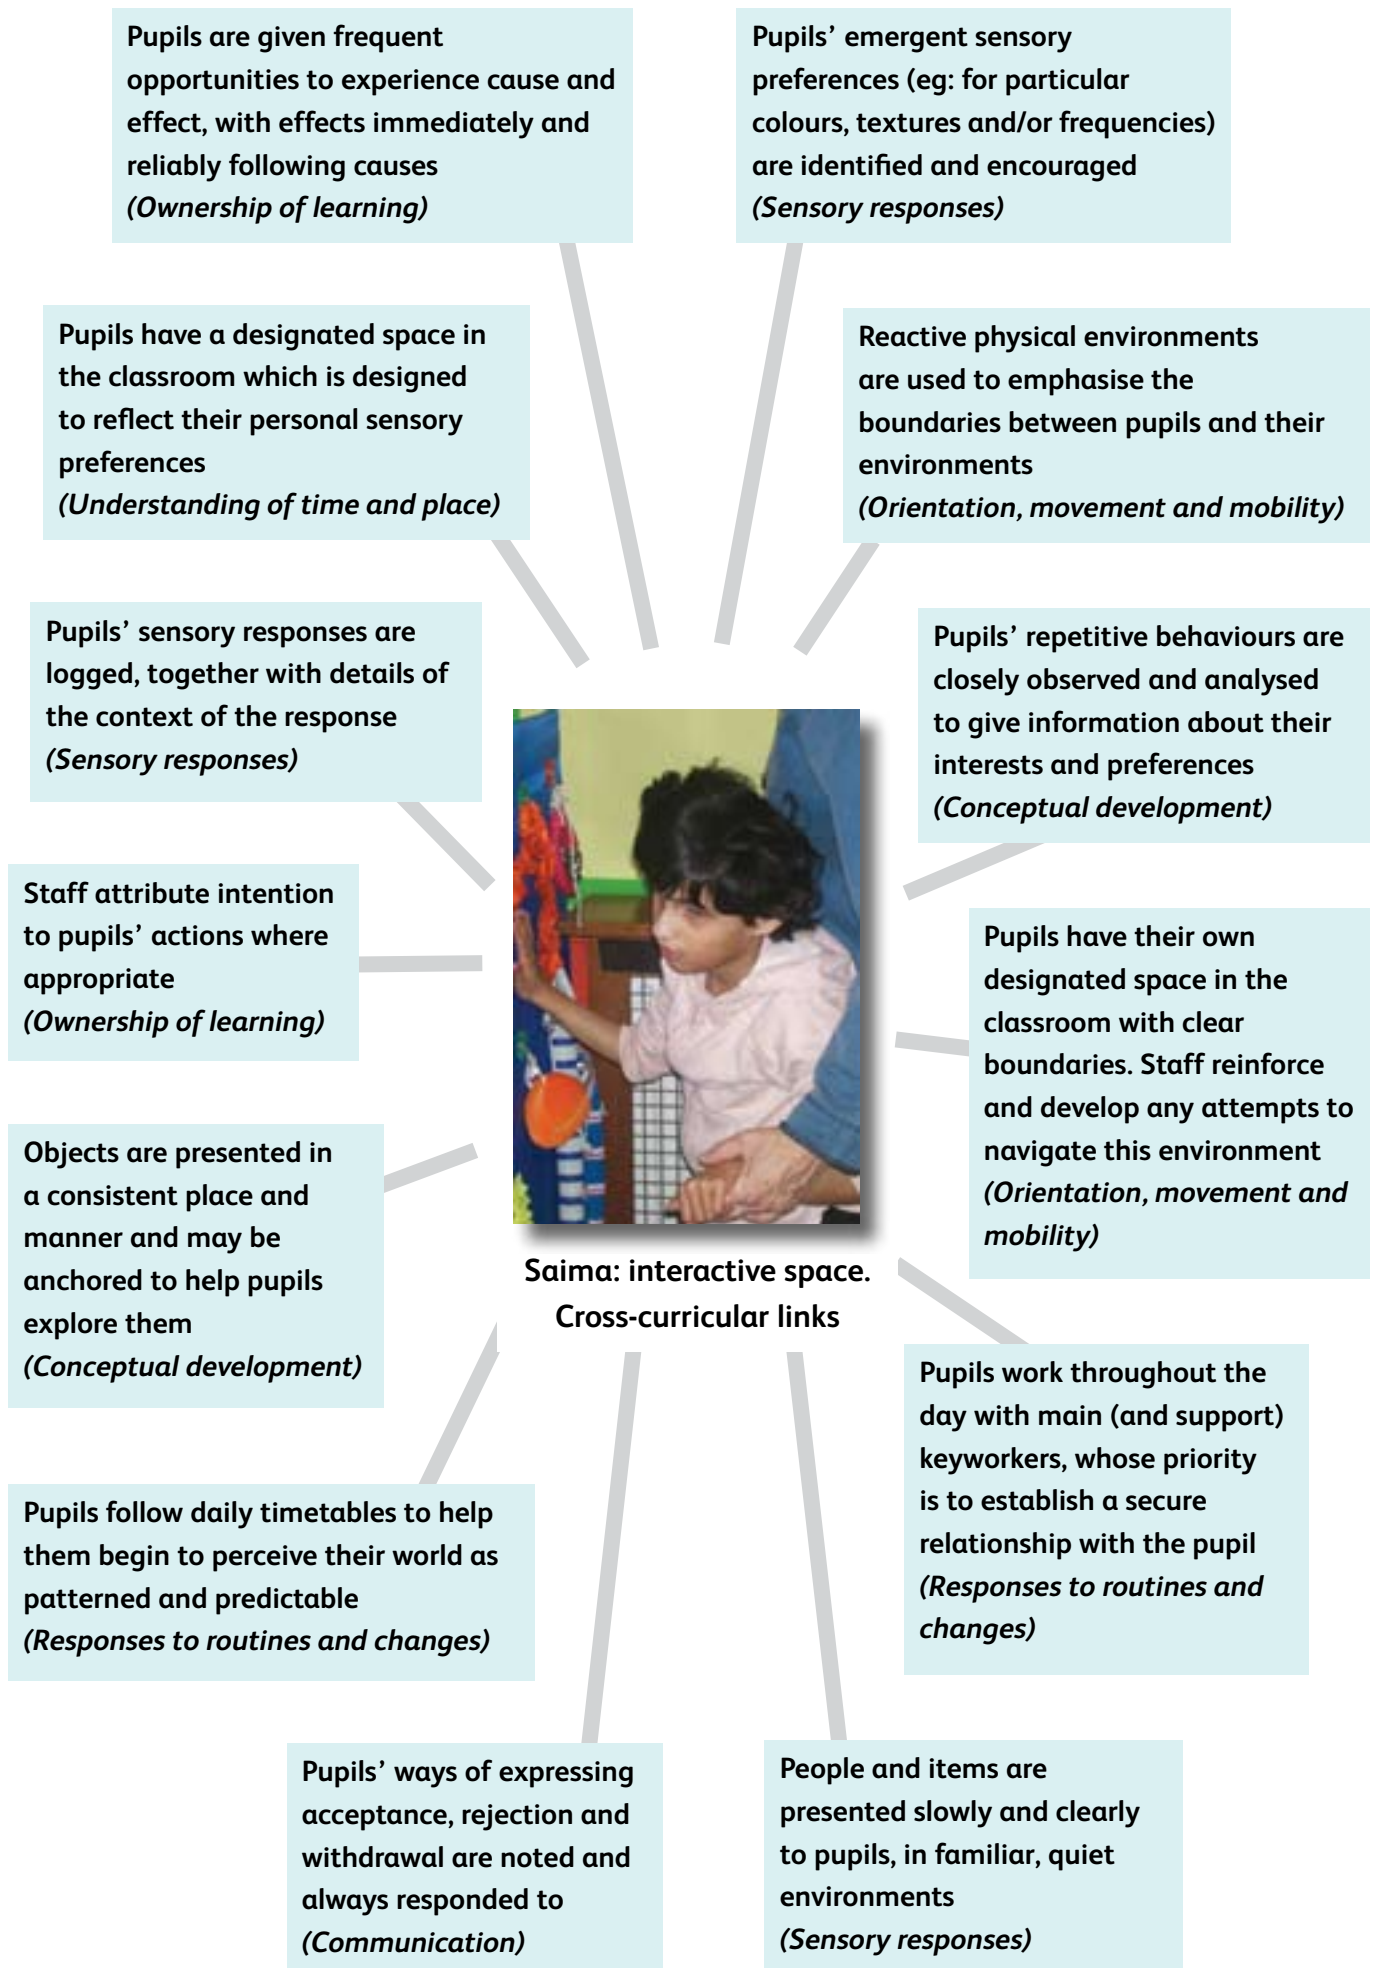 Pupils are given frequent
opportunities to experience cause and
effect, with effects immediately and
reliably following causes
(Ownership of learning)
Pupils’ emergent sensory
preferences (eg: for particular
colours, textures and/or frequencies)
are identified and encouraged
(Sensory responses)
Pupils have a designated space in
the classroom which is designed
to reflect their personal sensory
preferences
(Understanding of time and place)
Reactive physical environments
are used to emphasise the
boundaries between pupils and their
environments
(Orientation, movement and mobility)
Pupils’ sensory responses are
logged, together with details of
the context of the response
(Sensory responses)
Pupils’ repetitive behaviours are
closely observed and analysed
to give information about their
interests and preferences
(Conceptual development)
Staff attribute intention
to pupils’ actions where
appropriate
(Ownership of learning)
Pupils have their own
designated space in the
classroom with clear
boundaries. Staff reinforce
and develop any attempts to
navigate this environment
(Orientation, movement and
mobility)
Objects are presented in
a consistent place and
manner and may be
anchored to help pupils
explore them
(Conceptual development)
Saima: interactive space.
Cross-curricular links
Pupils work throughout the
day with main (and support)
keyworkers, whose priority
is to establish a secure
relationship with the pupil
(Responses to routines and
changes)
Pupils follow daily timetables to help
them begin to perceive their world as
patterned and predictable
(Responses to routines and changes)
Pupils’ ways of expressing
acceptance, rejection and
withdrawal are noted and
always responded to
(Communication)
People and items are
presented slowly and clearly
to pupils, in familiar, quiet
environments
(Sensory responses)